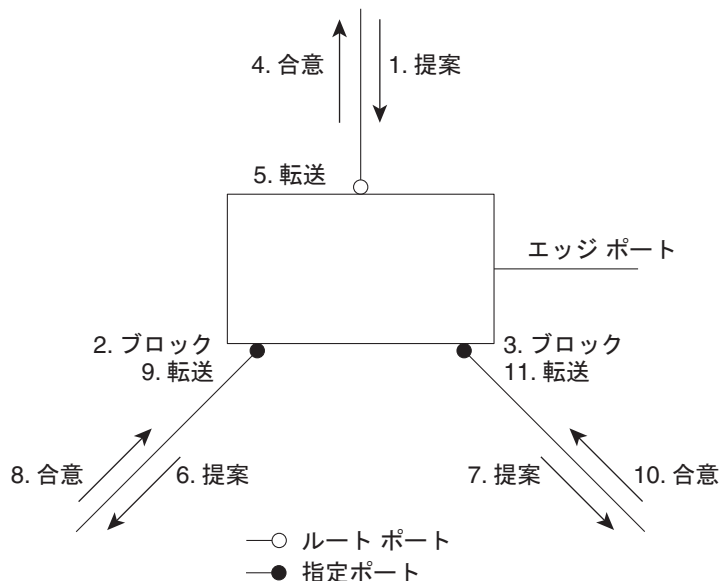 4. 合意
1. 提案
5. 転送
エッジ ポート
2. ブロック
9. 転送
3. ブロック
11. 転送
8. 合意
6. 提案
7. 提案
10. 合意
ルート ポート
指定ポート